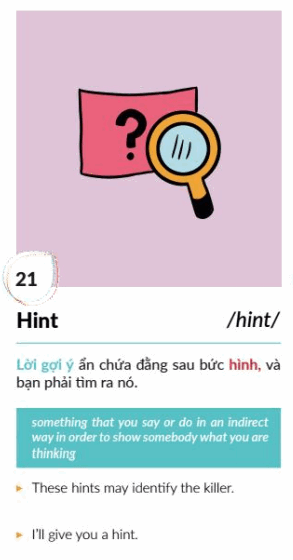 ?
21
Hint /hint/
Lời gợi ý ẩn chứa đằng sau bức hình, và
bạn phải tìm ra nó.
something that you say or do in an indirect
way in order to show somebody what you are
thinking
These hints may identify the killer.
I'll give you a hint.